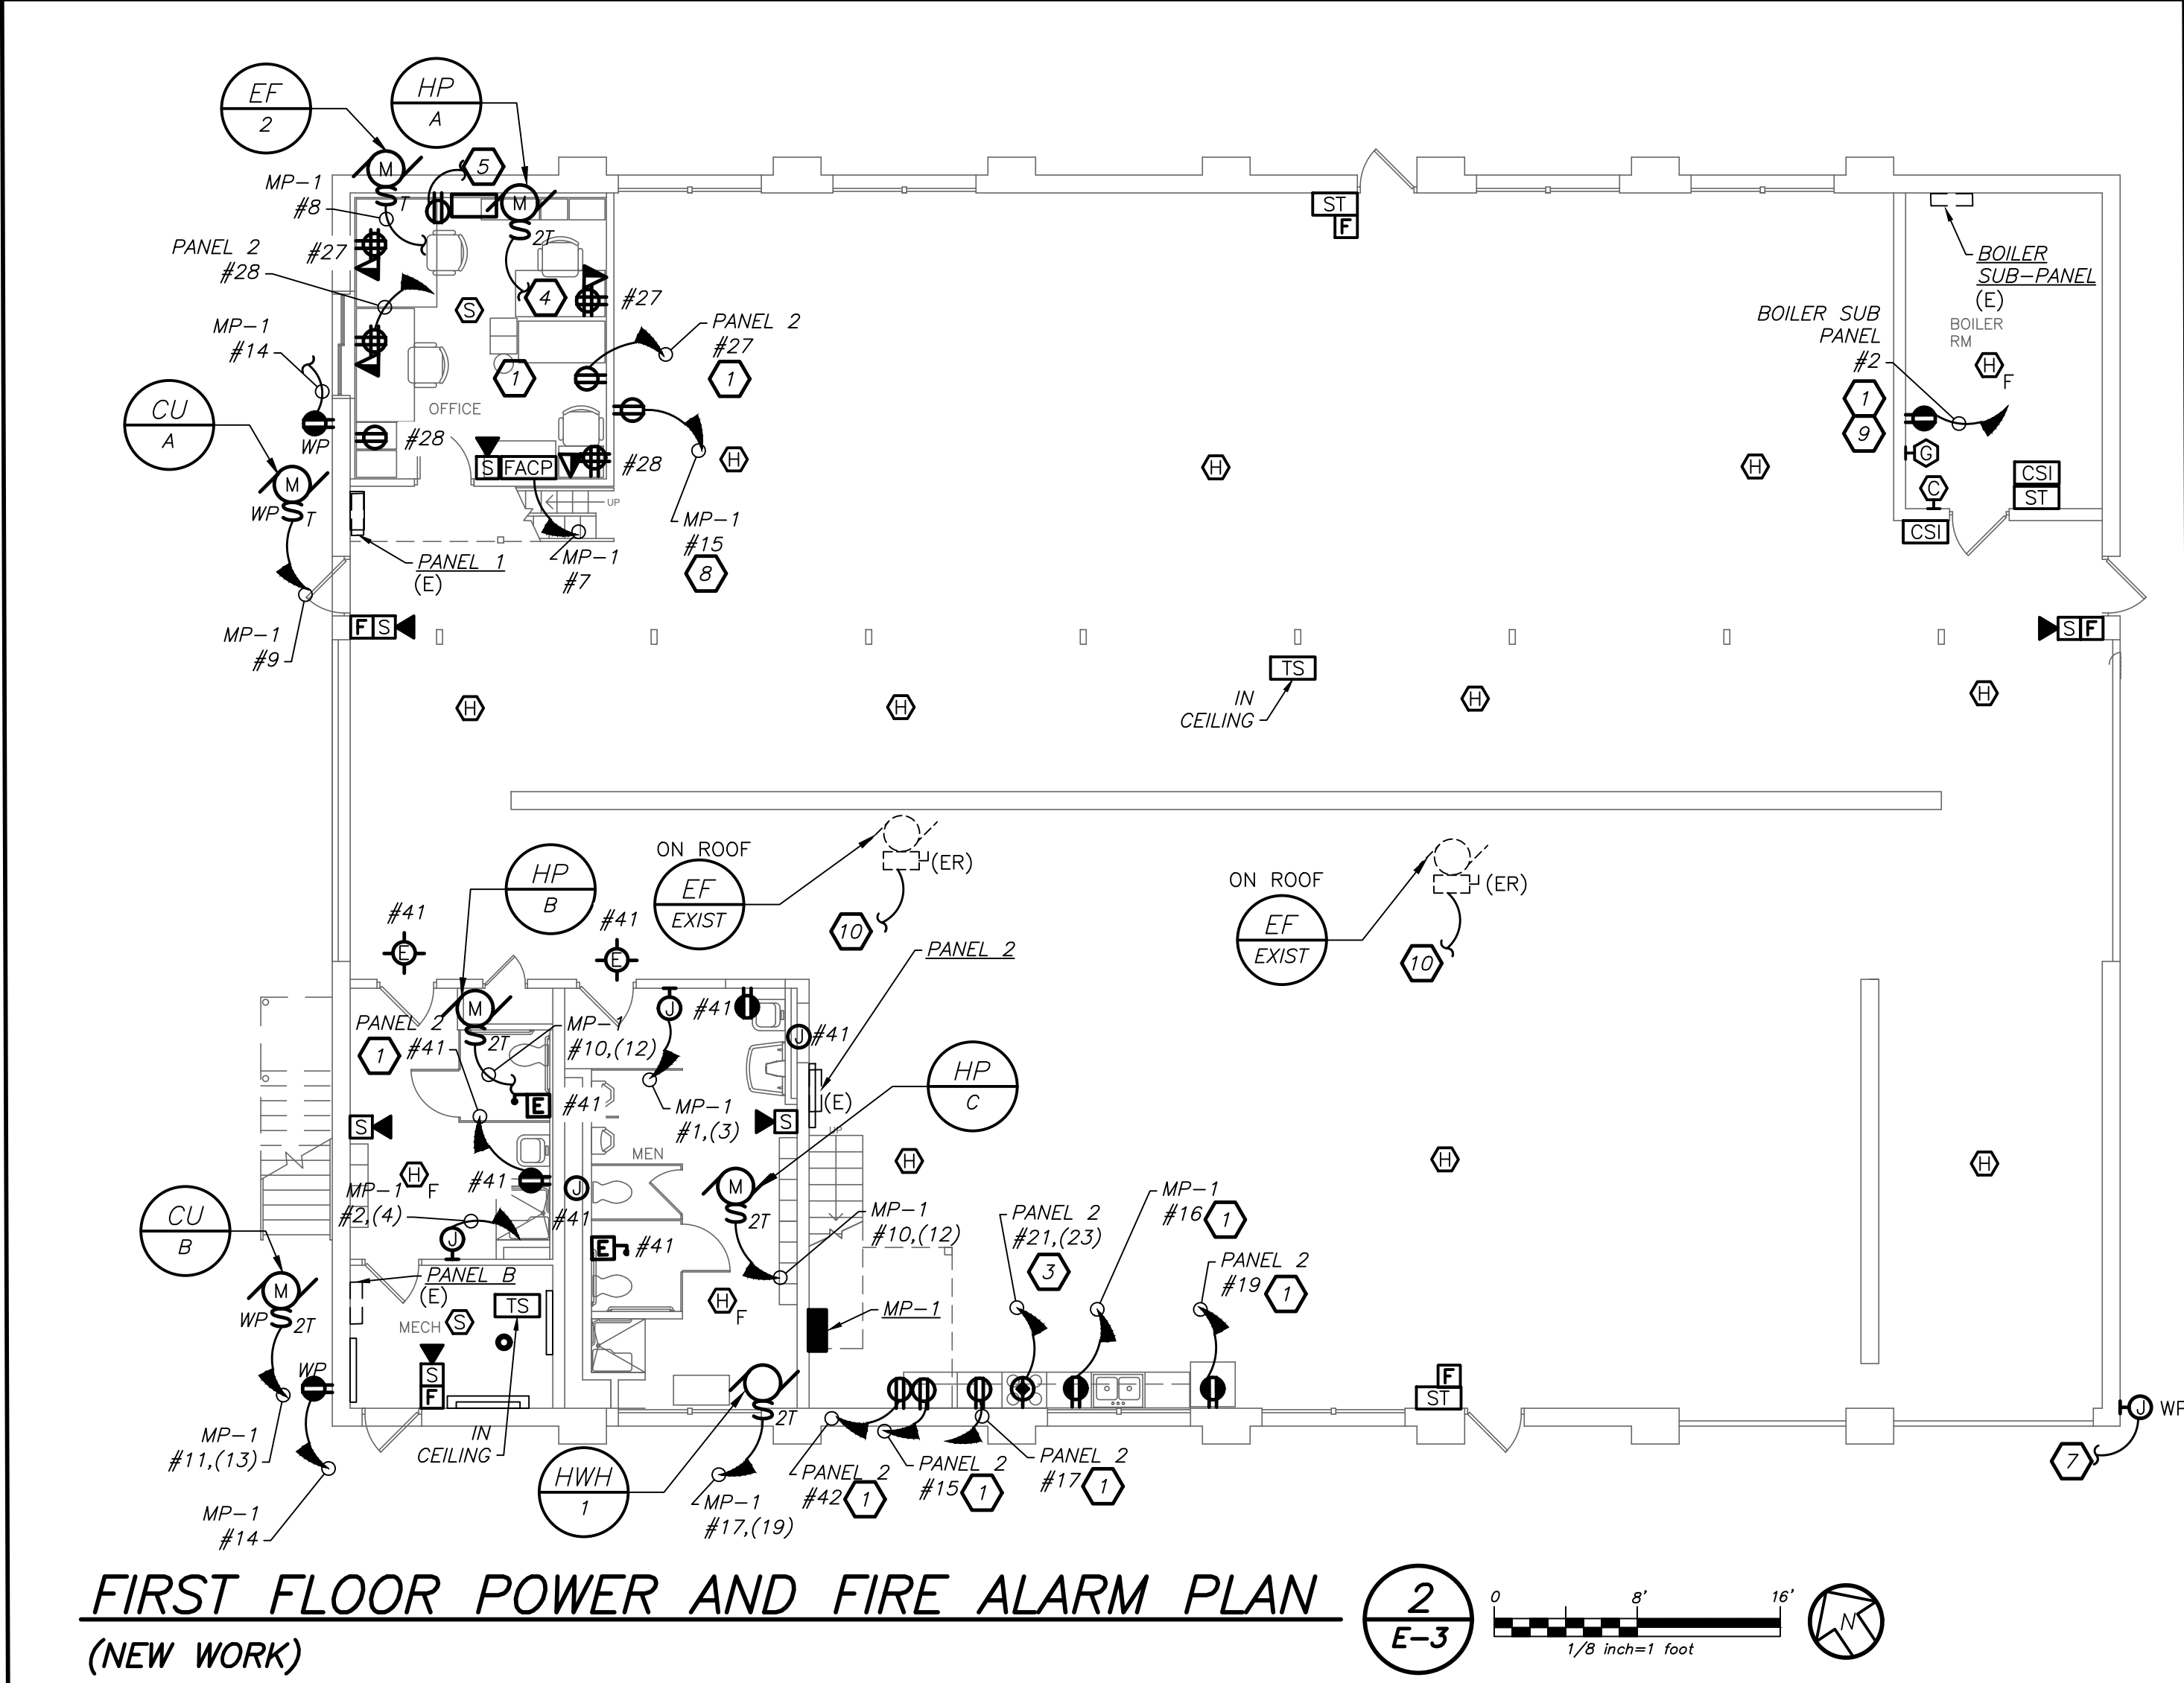 EF
2
HP
A
M
5
MP-1
#8
T
M
2T
ST
F
PANEL 2
#28
#27
BOILER
SUB-PANEL
(E)
BOILER
RM
4
#27
S
MP-1
#14
PANEL 2
#27
1
1
BOILER SUB
PANEL
#2
1
9
H
F
CU
A
OFFICE
WP
#28
S
FACP
#28
H
H
H
G
C
CSI
ST
CSI
M
WP
T
UP
MP-1
#15
8
PANEL 1
(E)
MP-1
#7
MP-1
#9
F
S
S
F
TS
IN
CEILING
H
H
H
H
HP
B
ON ROOF
EF
EXIST
(ER)
10
ON ROOF
EF
EXIST
(ER)
10
#41
E
#41
E
PANEL 2
M
2T
J
#41
J
#41
PANEL 2
#41
1
MP-1
#10,(12)
HP
C
E
#41
MP-1
#1,(3)
(E)
UP
S
S
MEN
H
F
#41
J
#41
MP-1
#2,(4)
J
M
2T
MP-1
#10,(12)
H
H
H
CU
B
E
#41
PANEL 2
#21,(23)
3
MP-1
#16
1
PANEL 2
#19
1
PANEL B
(E)
MECH
S
TS
H
F
MP-1
M
WP
2T
WP
S
F
2T
F
ST
J
WP
7
MP-1
#11,(13)
MP-1
#14
IN
CEILING
HWH
1
MP-1
#17,(19)
PANEL 2
#42
1
PANEL 2
#15
1
PANEL 2
#17
1
FIRST FLOOR POWER AND FIRE ALARM PLAN
(NEW WORK)
2
E-3
0
8'
16'
1/8 inch=1 foot
N